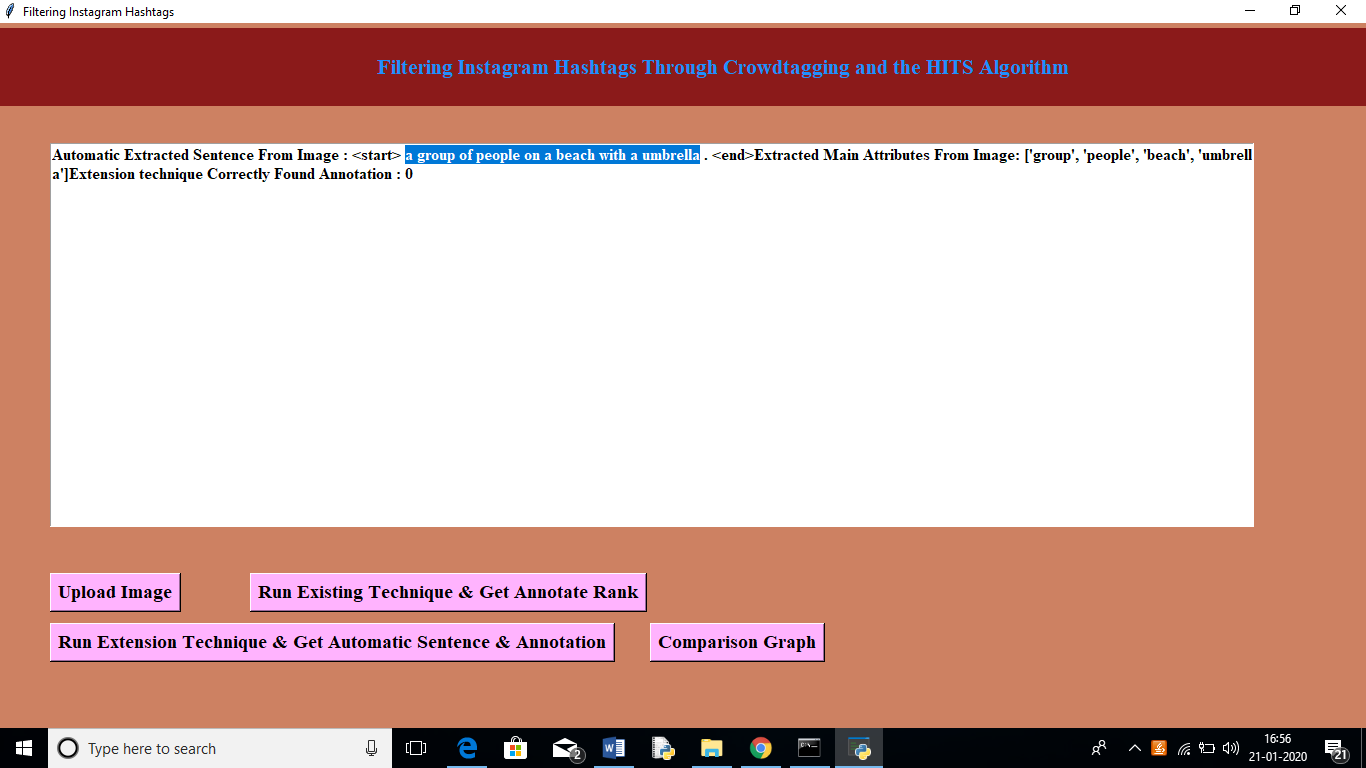 Filtering Instagram Hashtags
Filtering Instagram Hashtags Through Crowdtagging and the HITS Algorithm
Automatic Extracted Sentence From Image : <start> a group of people on a beach with a umbrella . <end>Extracted Main Attributes From Image: ['group', 'people', 'beach', 'umbrell
a']Extension technique Correctly Found Annotation : 0
Upload Image
Run Existing Technique & Get Annotate Rank
Run Extension Technique & Get Automatic Sentence & Annotation
Comparison Graph
Type here to search
2
16:56
21-01-2020
21